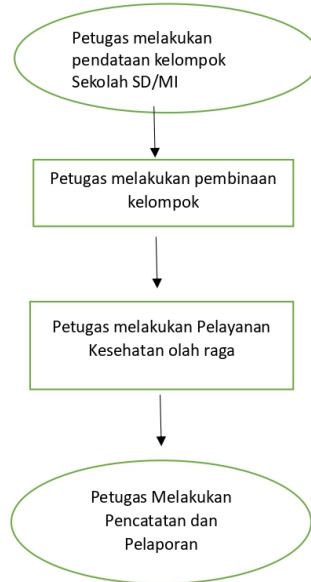 Petugas melakukan
pendataan kelompok
Sekolah SD/MI
Petugas melakukan pembinaan
kelompok
Petugas melakukan Pelayanan
Kesehatan olah raga
Petugas Melakukan
Pencatatan dan
Pelaporan